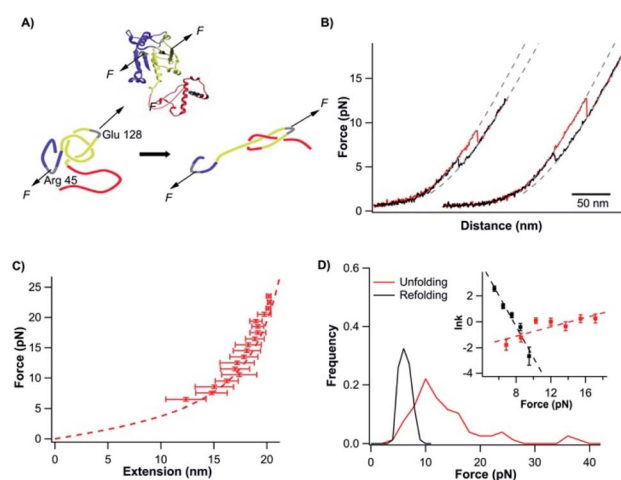 A)
F
F
F
Glu 128
Arg 45
F
F
F
B)
Force (pN)
15
10
5
0
50 nm
Distance (nm)
C)
Force (pN)
25
20
15
10
5
0
0
5
10
15
20
Extension (nm)
D)
Frequency
0.6
0.4
0.2
0.0
Unfolding
Refolding
lnk
2
0
-2
-4
4
8
12
16
Force (pN)
0
10
20
30
40
Force (pN)